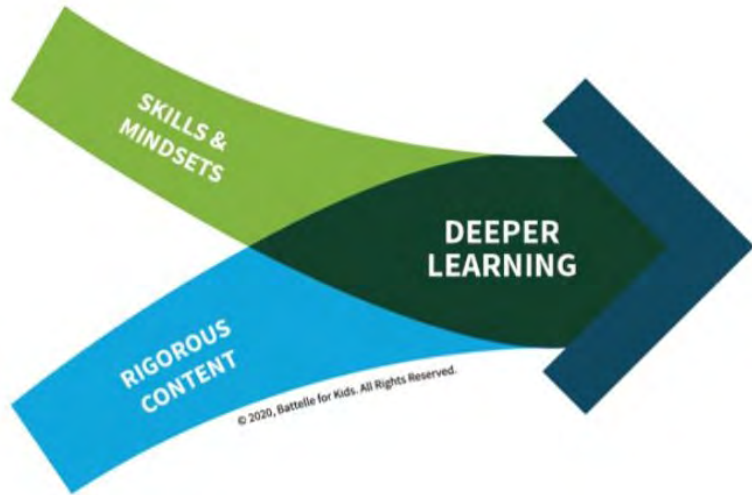 SKILLS &
MINDSETS
DEEPER
LEARNING
RIGOROUS
CONTENT
© 2020, Battelle for Kids. All Rights Reserved.